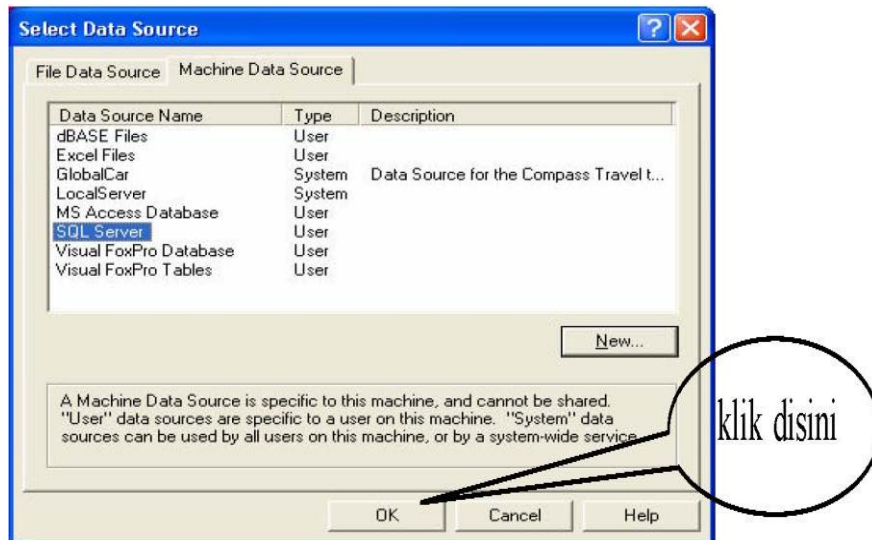 Select Data Source
File Data Source Machine Data Source
Data Source Name Type Description
dBASE Files User
Excel Files User
GlobalCar System Data Source for the Compass Travel t...
LocalServer System
MS Access Database User
SQL Server User
Visual FoxPro Database User
Visual FoxPro Tables User
New...
A Machine Data Source is specific to this machine, and cannot be shared.
"User" data sources are specific to a user on this machine. "System" data
sources can be used by all users on this machine, or by a system-wide service.
klik disini
OK Cancel Help